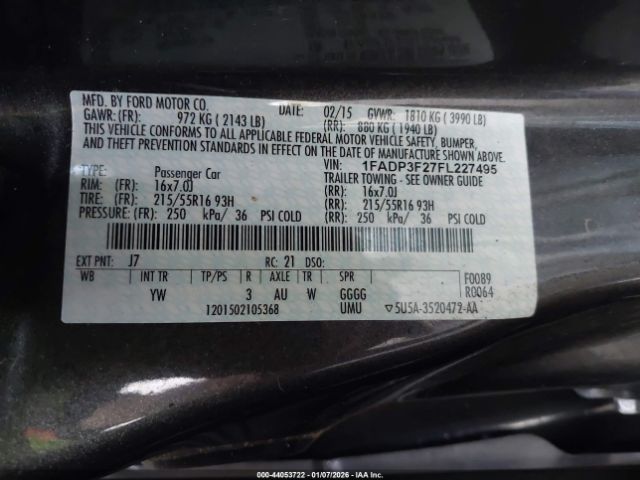 MFD. BY FORD MOTOR CO. DATE: 02/15 GVWR: 1810 KG ( 3990 LB)
GAWR: (FR): 972 KG ( 2143 LB) (RR): 880 KG ( 1940 LB)
THIS VEHICLE CONFORMS TO ALL APPLICABLE FEDERAL MOTOR VEHICLE SAFETY, BUMPER,
AND THEFT PREVENTION STANDARDS IN EFFECT ON THE DATE OF MANUFACTURE SHOWN ABOVE.
VIN: 1FADP3F27FL227495
TYPE: Passenger Car TRAILER TOWING - SEE OWNER GUIDE
RIM: (FR): 16x7.0J (RR): 16x7.0J
TIRE: (FR): 215/55R16 93H (RR): 215/55R16 93H
PRESSURE: (FR): 250 kPa/ 36 PSI COLD (RR): 250 kPa/ 36 PSI COLD
EXT PNT: J7 RC: 21 DSO:
WB INT TR TP/PS R AXLE TR SPR F0089
YW 3 AU W GGGG R0064
1201502105368 UMU ▽5U5A-3520472-AA
000-44053722 - 01/07/2026 - IAAI.COM